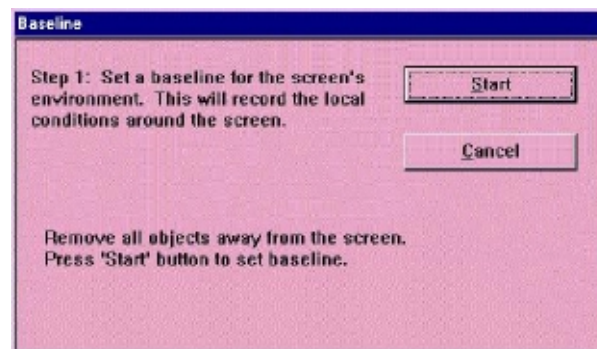 Baseline
Step 1:  Set a baseline for the screen's
environment.  This will record the local
conditions around the screen.
Start
Cancel
Remove all objects away from the screen.
Press 'Start' button to set baseline.